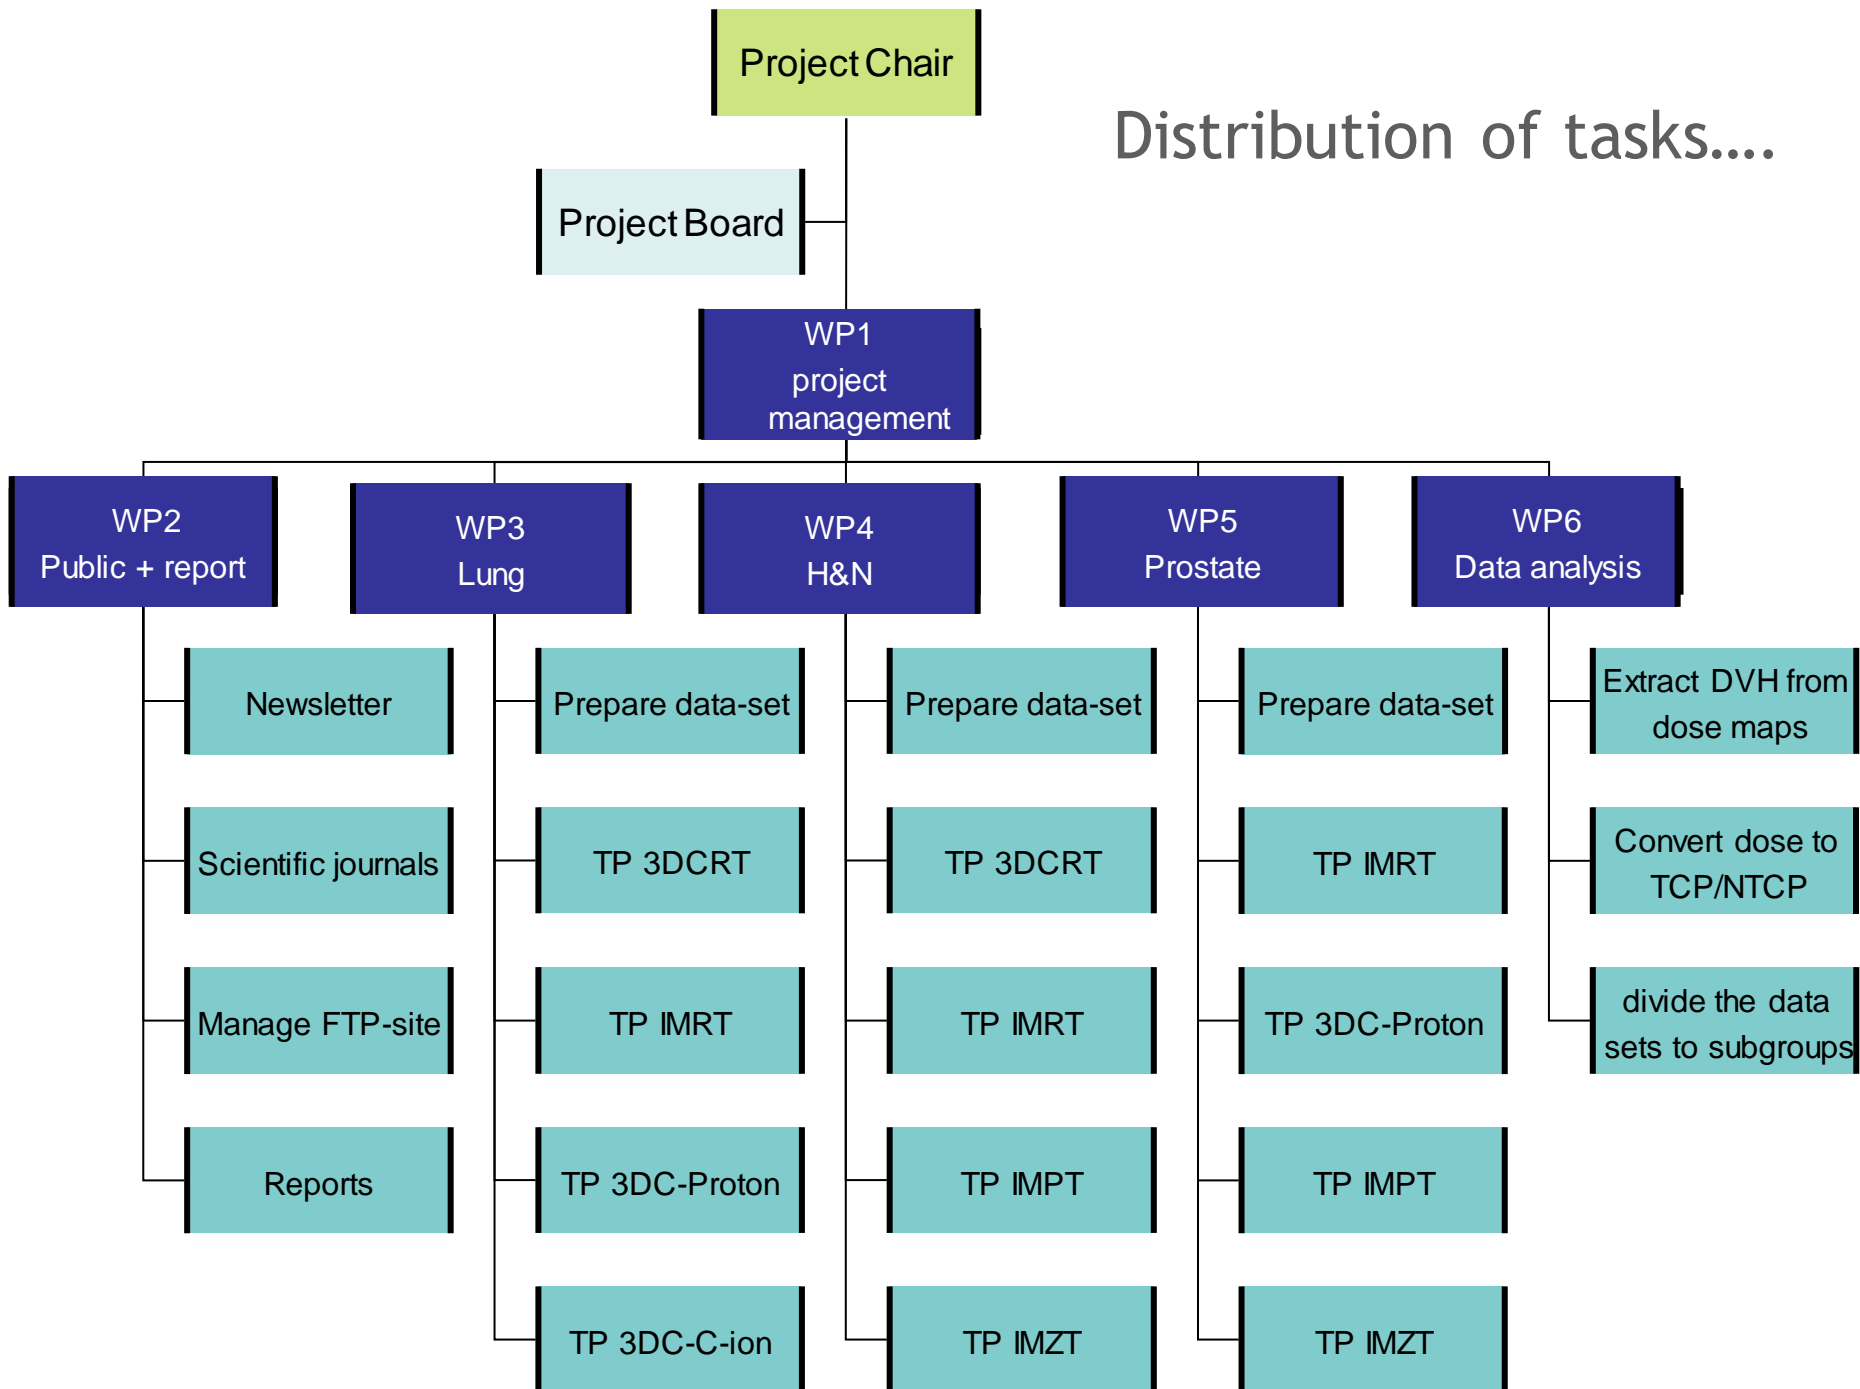 Project Chair
Distribution of tasks....
Project Board
WP1
project
management
WP2
Public + report
WP3
Lung
WP4
H&N
WP5
Prostate
WP6
Data analysis
Newsletter
Scientific journals
Manage FTP-site
Reports
Prepare data-set
TP 3DCRT
TP IMRT
TP 3DC-Proton
TP 3DC-C-ion
Prepare data-set
TP 3DCRT
TP IMRT
TP IMPT
TP IMZT
Prepare data-set
TP IMRT
TP 3DC-Proton
TP IMPT
TP IMZT
Extract DVH from
dose maps
Convert dose to
TCP/NTCP
divide the data
sets to subgroups